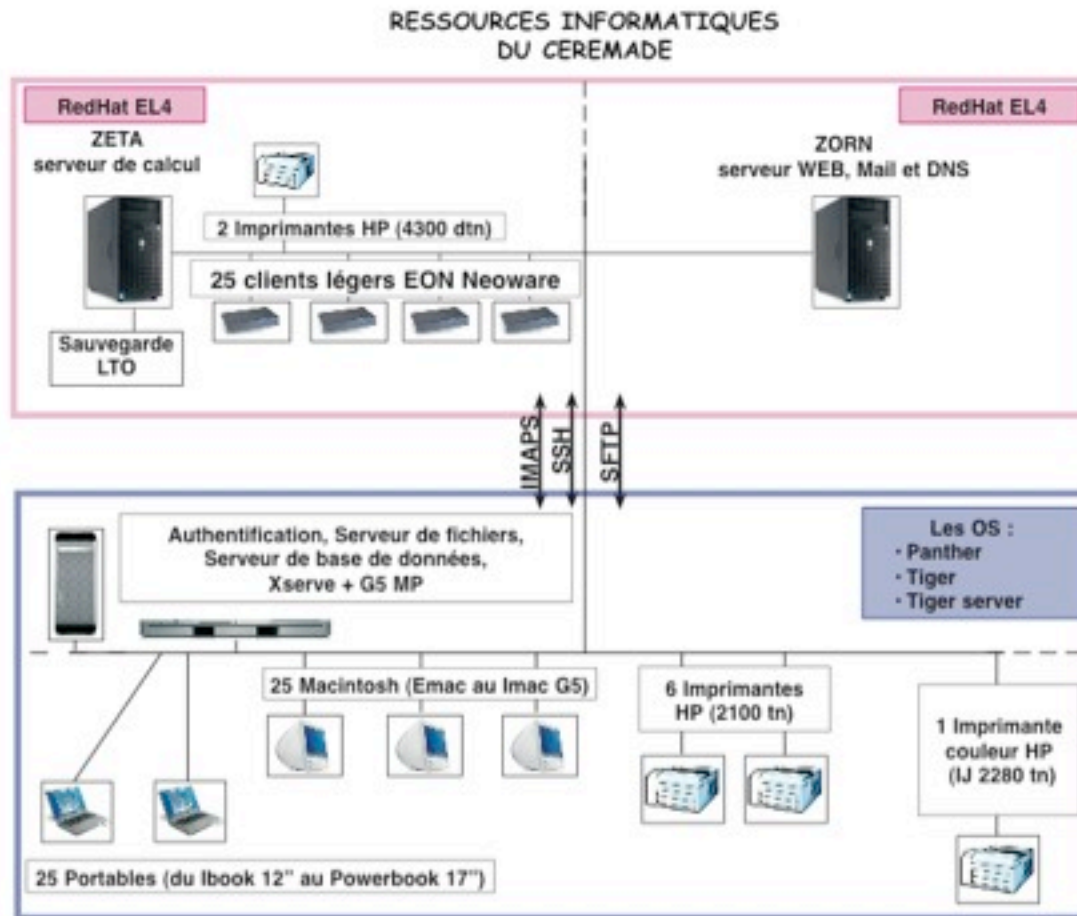 RESSOURCES INFORMATIQUES
DU CEREMADE
RedHat EL4
RedHat EL4
ZETA
serveur de calcul
ZORN
serveur WEB, Mail et DNS
2 Imprimantes HP (4300 dtn)
25 clients légers EON Neoware
Sauvegarde
LTO
IMAPS
SSH
SFTP
Authentification, Serveur de fichiers,
Serveur de base de données,
Xserve + G5 MP
Les OS :
• Panther
• Tiger
• Tiger server
25 Macintosh (Emac au Imac G5)
6 Imprimantes
HP (2100 tn)
1 Imprimante
couleur HP
(IJ 2280 tn)
25 Portables (du Ibook 12" au Powerbook 17")